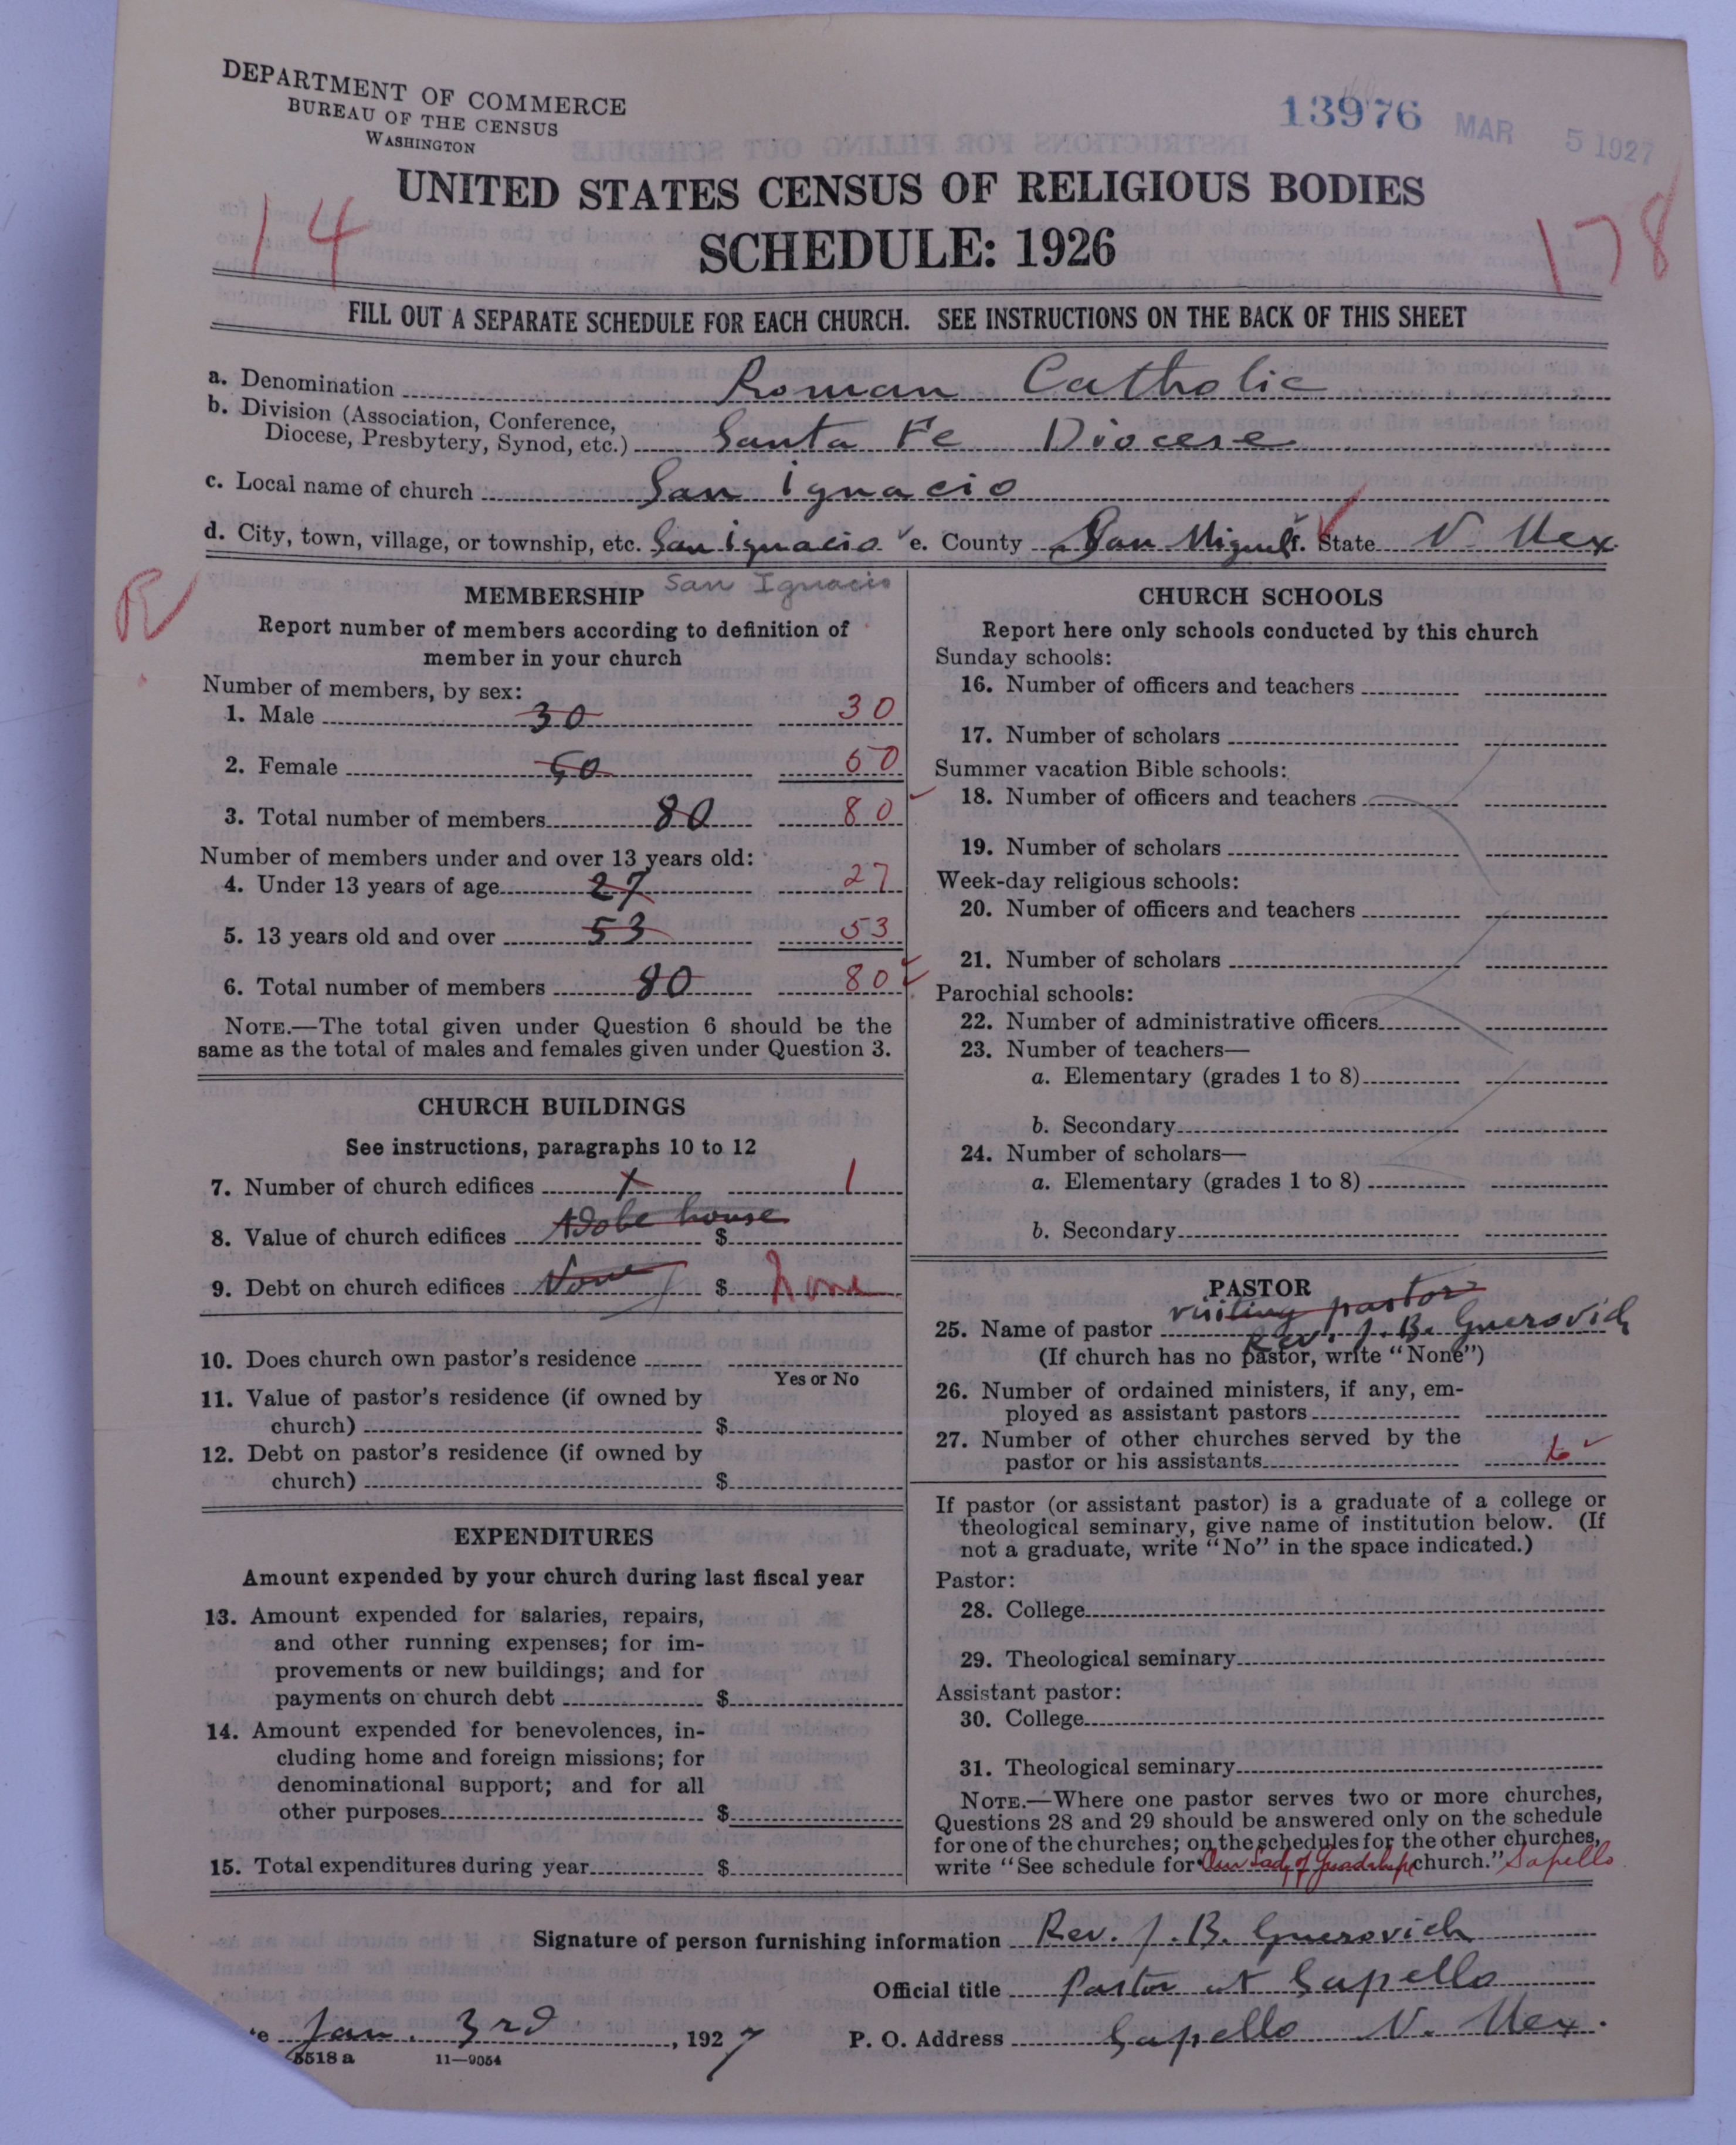 DEPARTMENT OF COMMERCE
BUREAU OF THE CENSUS
WASHINGTON
13976 MAR 5 1927
UNITED STATES CENSUS OF RELIGIOUS BODIES
14 SCHEDULE: 1926 178
FILL OUT A SEPARATE SCHEDULE FOR EACH CHURCH. SEE INSTRUCTIONS ON THE BACK OF THIS SHEET
a. Denomination Roman Catholic
b. Division (Association, Conference,
Diocese, Presbytery, Synod, etc.) Santa Fe Diocese
c. Local name of church San Ignacio
d. City, town, village, or township, etc. San Ignacio e. County San Miguel f. State N. Mex.
San Ignacio
R
MEMBERSHIP
Report number of members according to definition of
member in your church
Number of members, by sex:
1. Male 30 30
2. Female 50 50
3. Total number of members 80 80
Number of members under and over 13 years old:
4. Under 13 years of age 27 27
5. 13 years old and over 53 53
6. Total number of members 80 80
NOTE.—The total given under Question 6 should be the
same as the total of males and females given under Question 3.
CHURCH BUILDINGS
See instructions, paragraphs 10 to 12
7. Number of church edifices 1 1
8. Value of church edifices Adobe house $
9. Debt on church edifices None $ none
10. Does church own pastor's residence
Yes or No
11. Value of pastor's residence (if owned by
church) $
12. Debt on pastor's residence (if owned by
church) $
EXPENDITURES
Amount expended by your church during last fiscal year
13. Amount expended for salaries, repairs,
and other running expenses; for im-
provements or new buildings; and for
payments on church debt $
14. Amount expended for benevolences, in-
cluding home and foreign missions; for
denominational support; and for all
other purposes $
15. Total expenditures during year $
CHURCH SCHOOLS
Report here only schools conducted by this church
Sunday schools:
16. Number of officers and teachers
17. Number of scholars
Summer vacation Bible schools:
18. Number of officers and teachers
19. Number of scholars
Week-day religious schools:
20. Number of officers and teachers
21. Number of scholars
Parochial schools:
22. Number of administrative officers
23. Number of teachers—
a. Elementary (grades 1 to 8)
b. Secondary
24. Number of scholars—
a. Elementary (grades 1 to 8)
b. Secondary
PASTOR
visiting pastor
25. Name of pastor Rev. J. B. Guerovich
(If church has no pastor, write "None")
26. Number of ordained ministers, if any, em-
ployed as assistant pastors
27. Number of other churches served by the
pastor or his assistants 6
If pastor (or assistant pastor) is a graduate of a college or
theological seminary, give name of institution below. (If
not a graduate, write "No" in the space indicated.)
Pastor:
28. College
29. Theological seminary
Assistant pastor:
30. College
31. Theological seminary
NOTE.—Where one pastor serves two or more churches,
Questions 28 and 29 should be answered only on the schedule
for one of the churches; on the schedules for the other churches,
write "See schedule for Our Lady of Guadalupe church." Sapello
Signature of person furnishing information Rev. J. B. Guerovich
Official title Pastor at Sapello
Jan. 3rd, 1927 P. O. Address Sapello N. Mex.
5518 a 11—9054